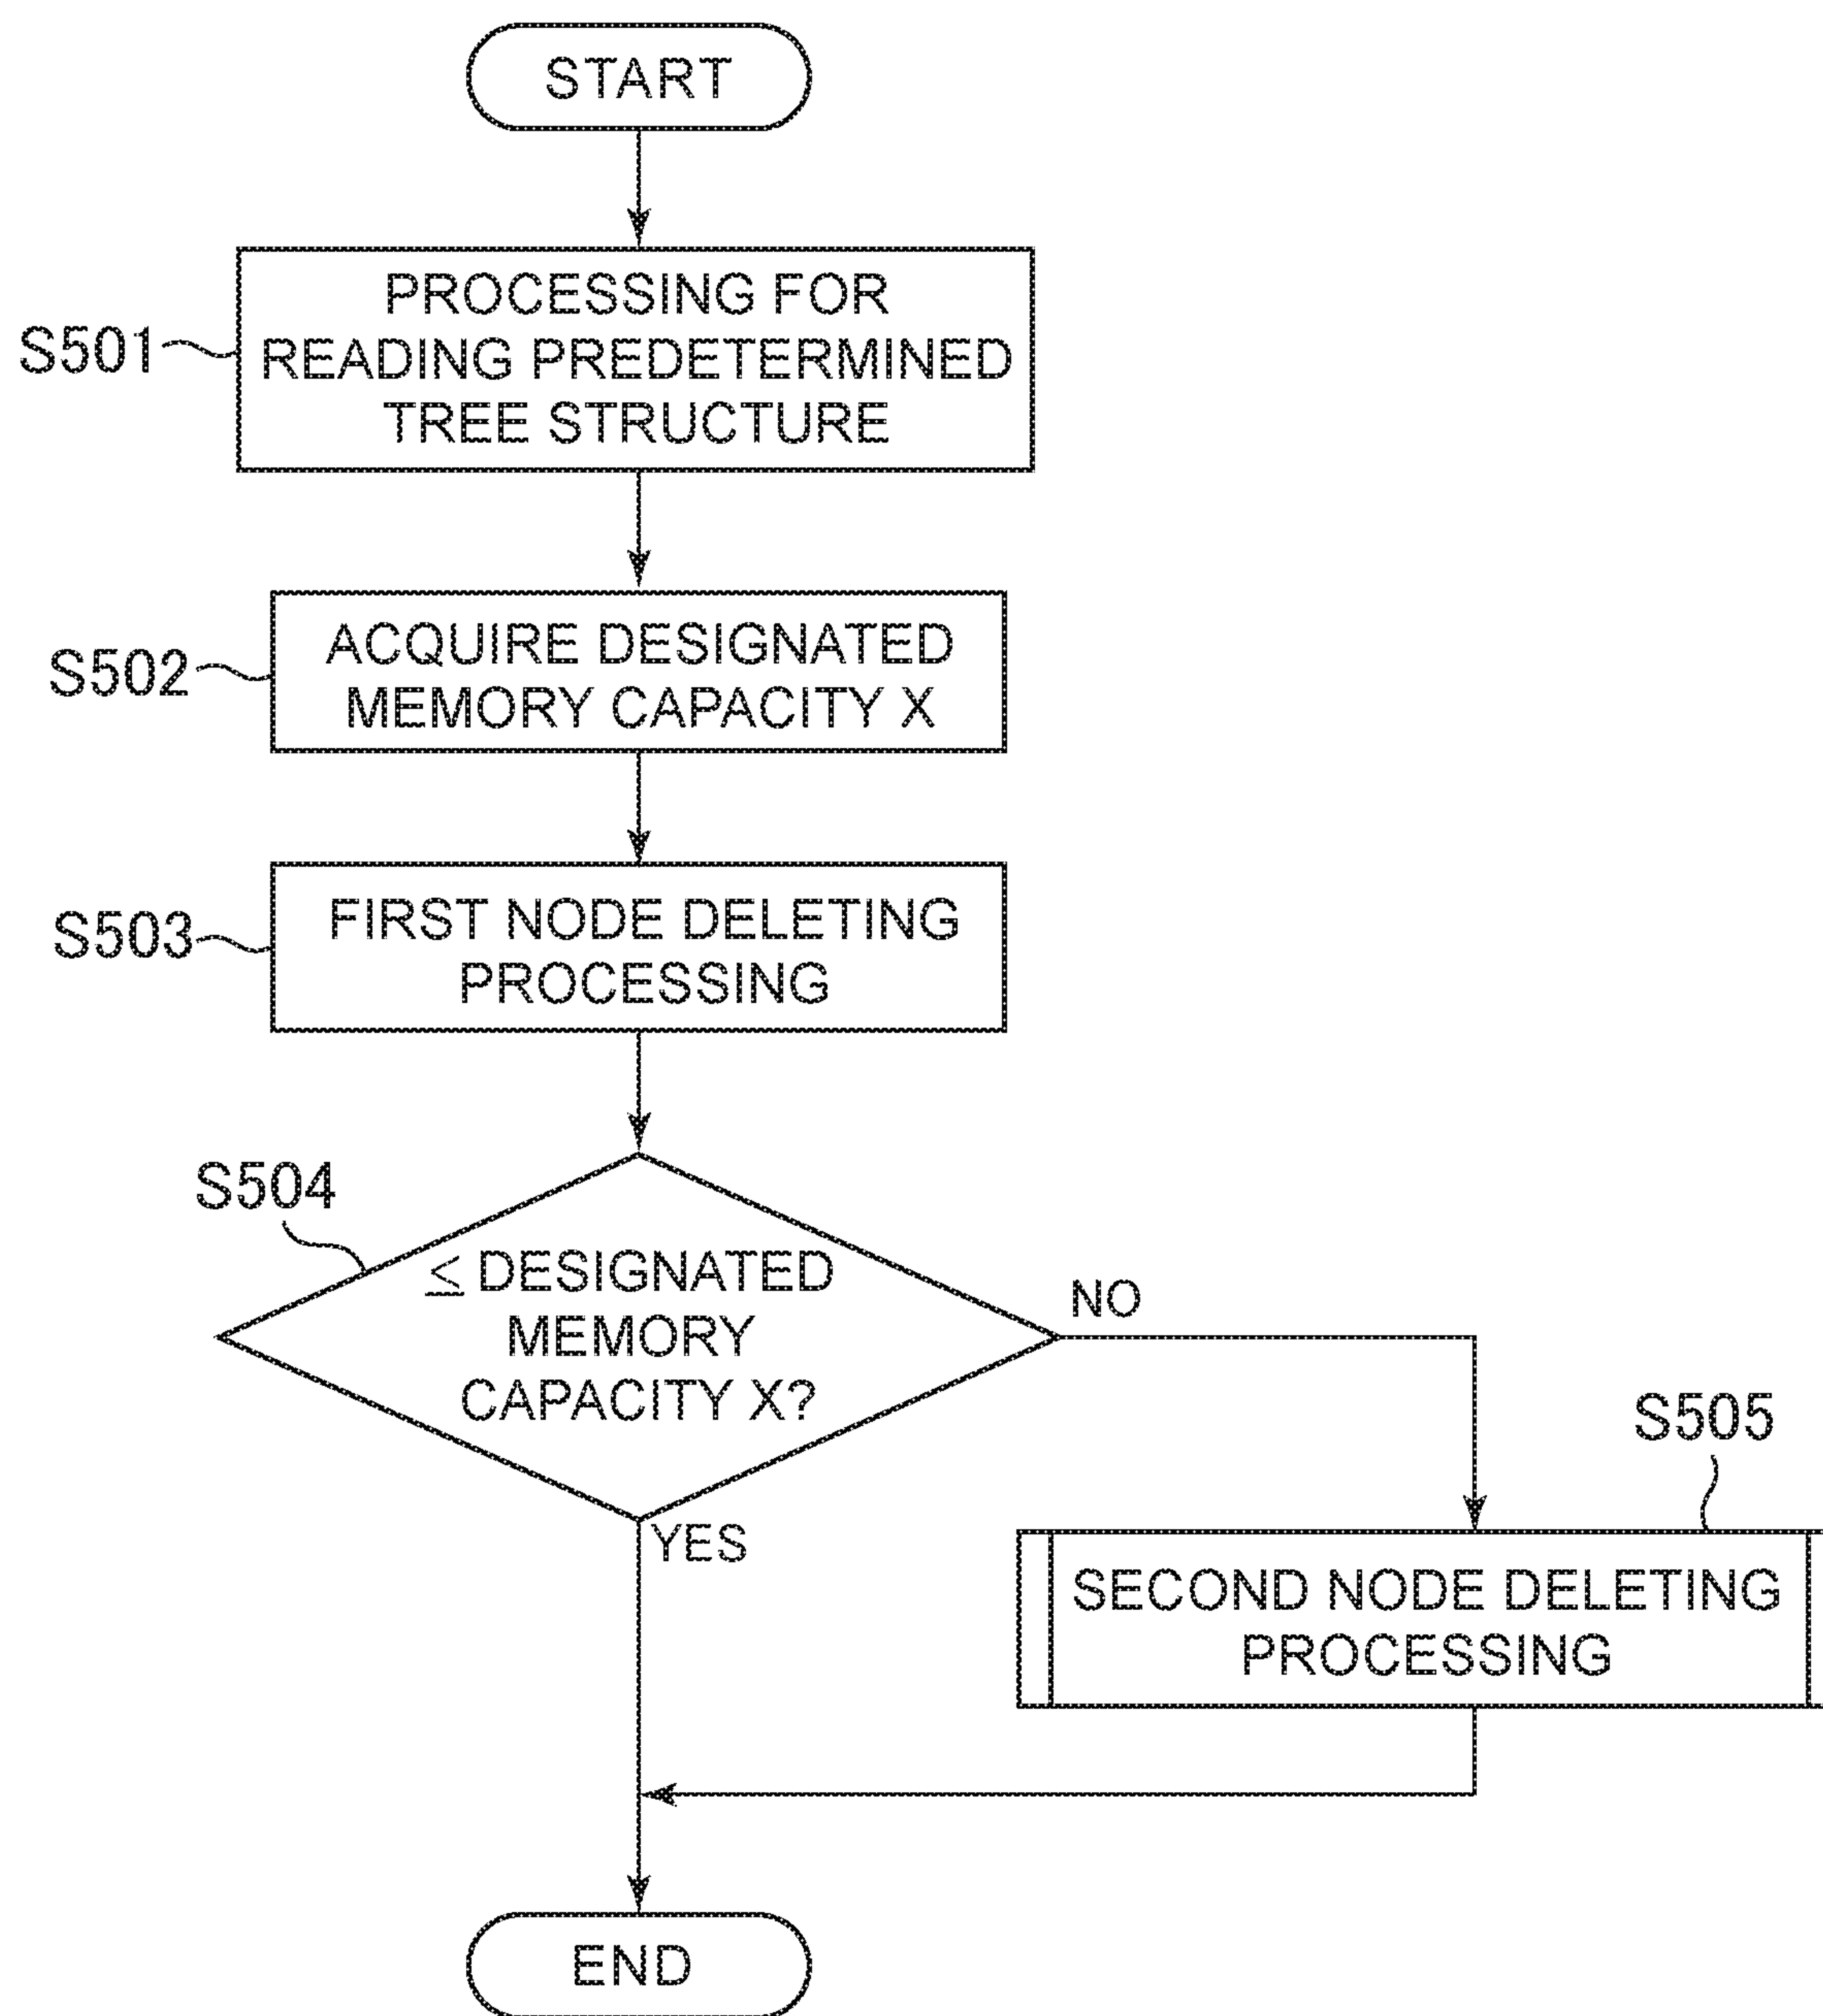 START
S501
PROCESSING FOR
READING PREDETERMINED
TREE STRUCTURE
S502
ACQUIRE DESIGNATED
MEMORY CAPACITY X
S503
FIRST NODE DELETING
PROCESSING
S504
≤ DESIGNATED
MEMORY
CAPACITY X?
NO
YES
S505
SECOND NODE DELETING
PROCESSING
END